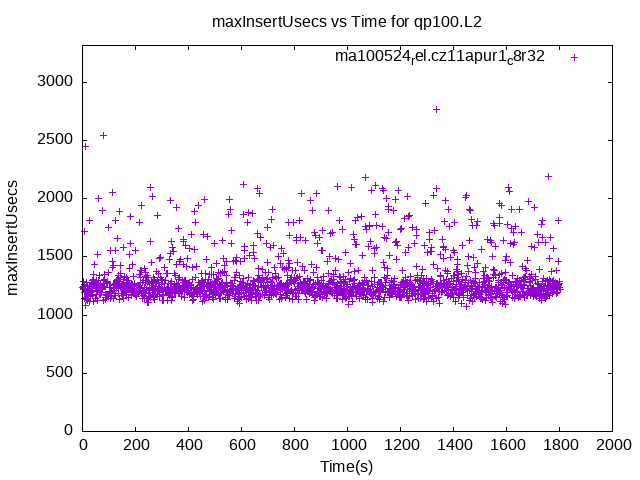 maxInsertUsecs vs Time for qp100.L2
ma100524rel.cz11apur1c8r32
3000
2500
2000
1500
1000
500
0
maxInsertUsecs
0 200 400 600 800 1000 1200 1400 1600 1800 2000
Time(s)